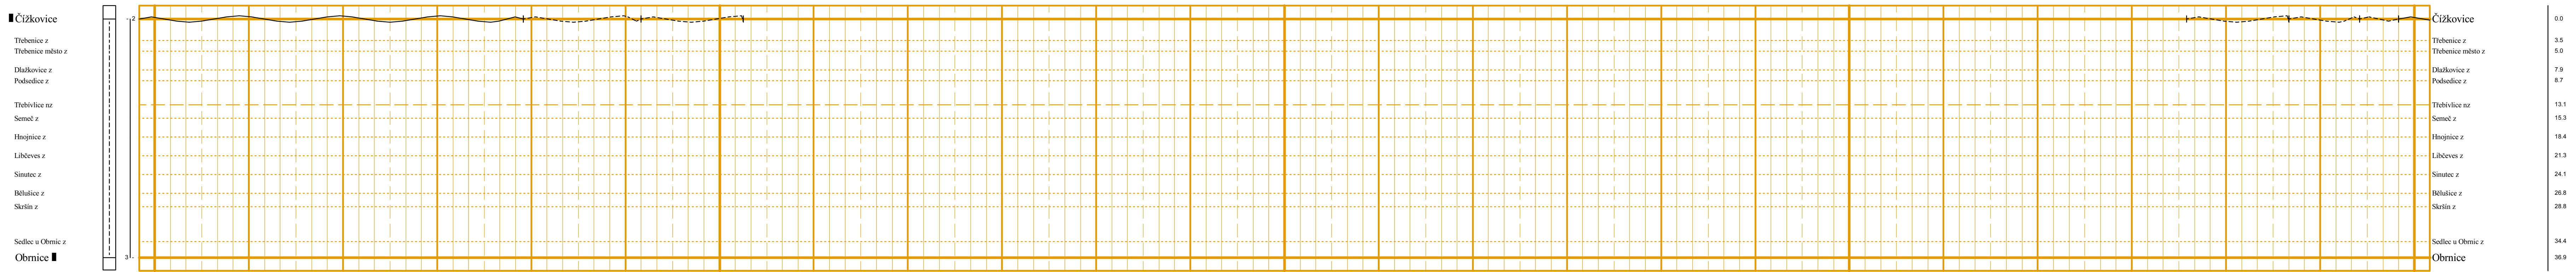 Čížkovice 2 Čížkovice 0.0
Třebenice z Třebenice z 3.5
Třebenice město z Třebenice město z 5.0
Dlažkovice z Dlažkovice z 7.9
Podsedice z Podsedice z 8.7
Třebívlice nz Třebívlice nz 13.1
Semeč z Semeč z 15.3
Hnojnice z Hnojnice z 18.4
Libčeves z Libčeves z 21.3
Sinutec z Sinutec z 24.1
Bělušice z Bělušice z 26.8
Skršín z Skršín z 28.8
Sedlec u Obrnic z Sedlec u Obrnic z 34.4
Obrnice 3 Obrnice 36.9